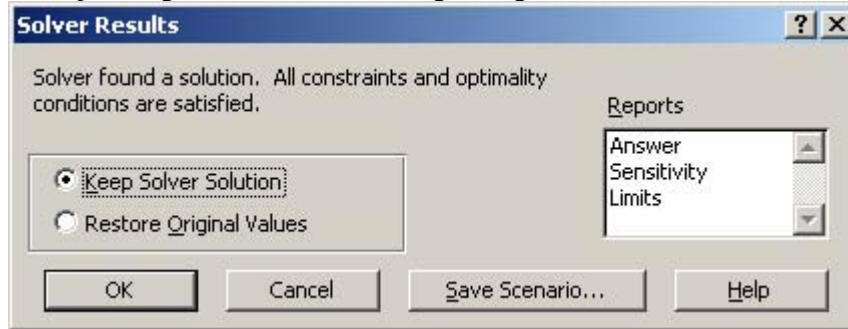 Solver Results
? ×
Solver found a solution. All constraints and optimality
conditions are satisfied.
Reports
Answer
Sensitivity
Limits
Keep Solver Solution
Restore Original Values
OK Cancel Save Scenario... Help